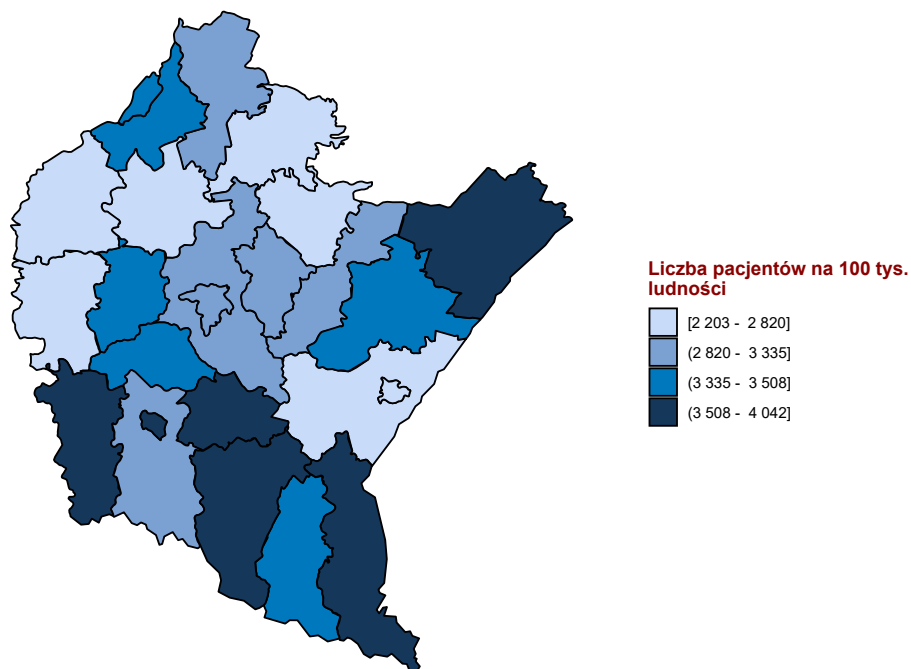 Liczba pacjentów na 100 tys.
ludności
[2 203 - 2 820]
(2 820 - 3 335]
(3 335 - 3 508]
(3 508 - 4 042]